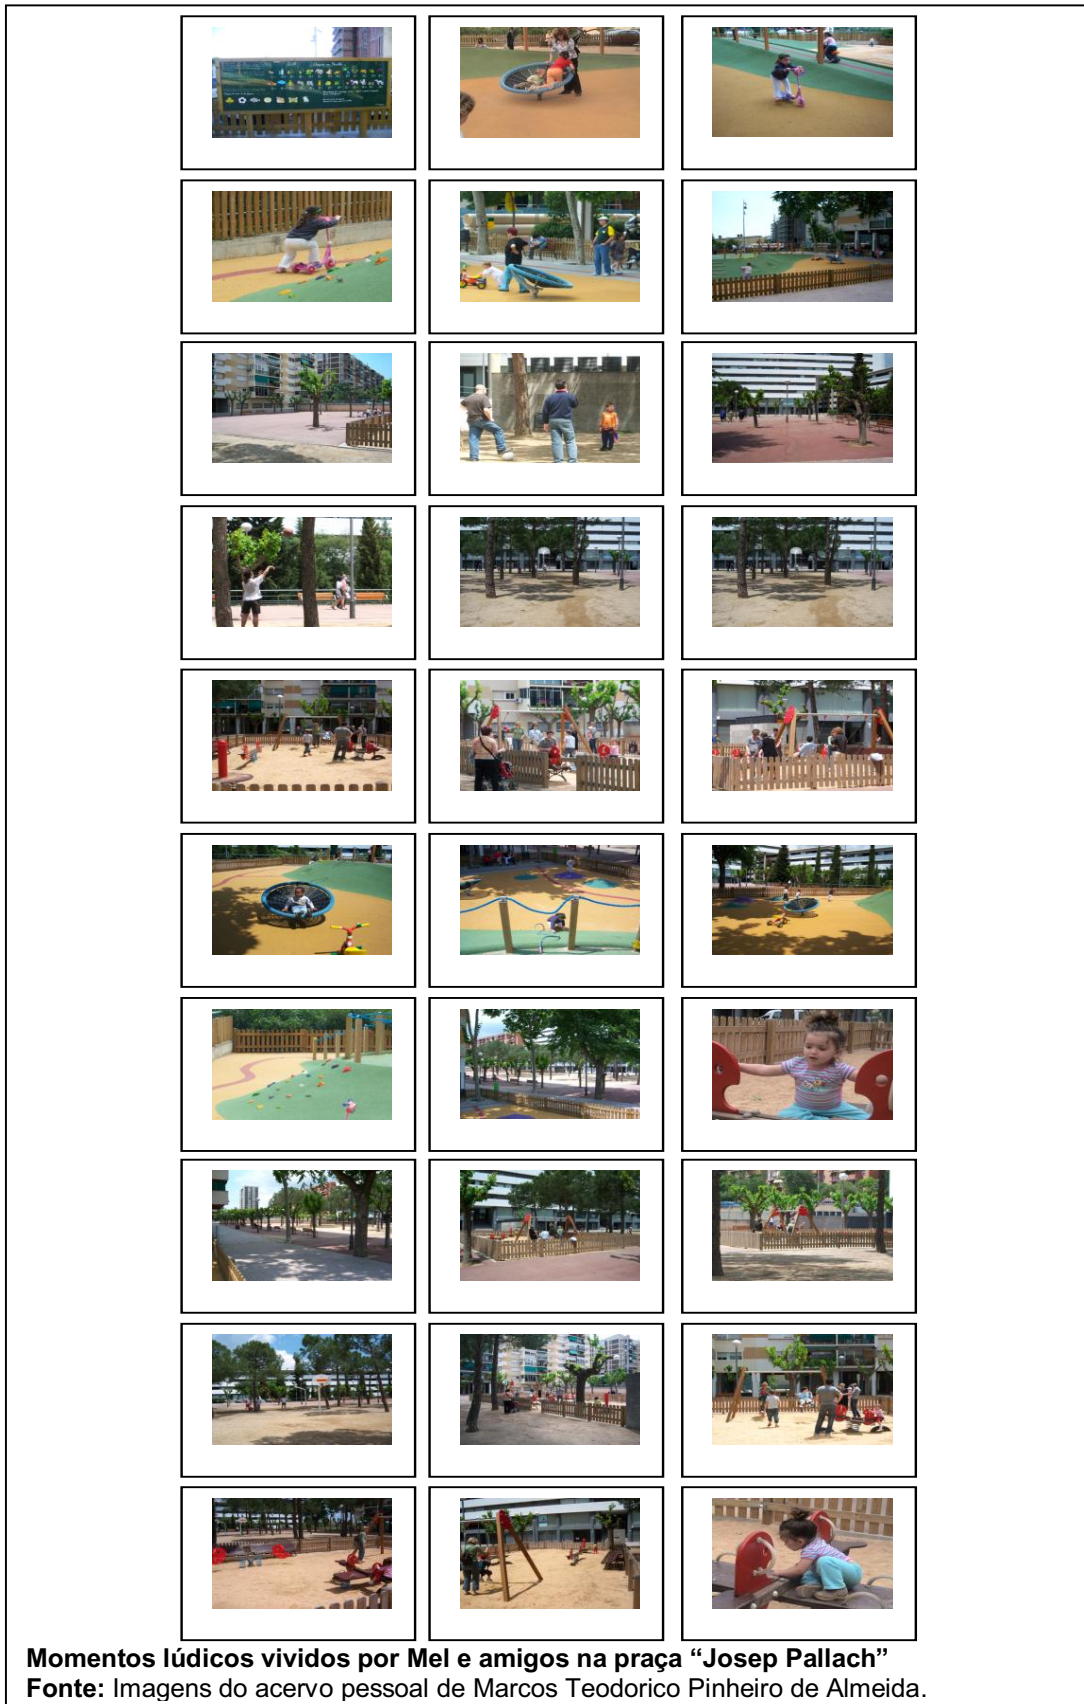 Momentos lúdicos vividos por Mel e amigos na praça “Josep Pallach”
Fonte: Imagens do acervo pessoal de Marcos Teodorico Pinheiro de Almeida.